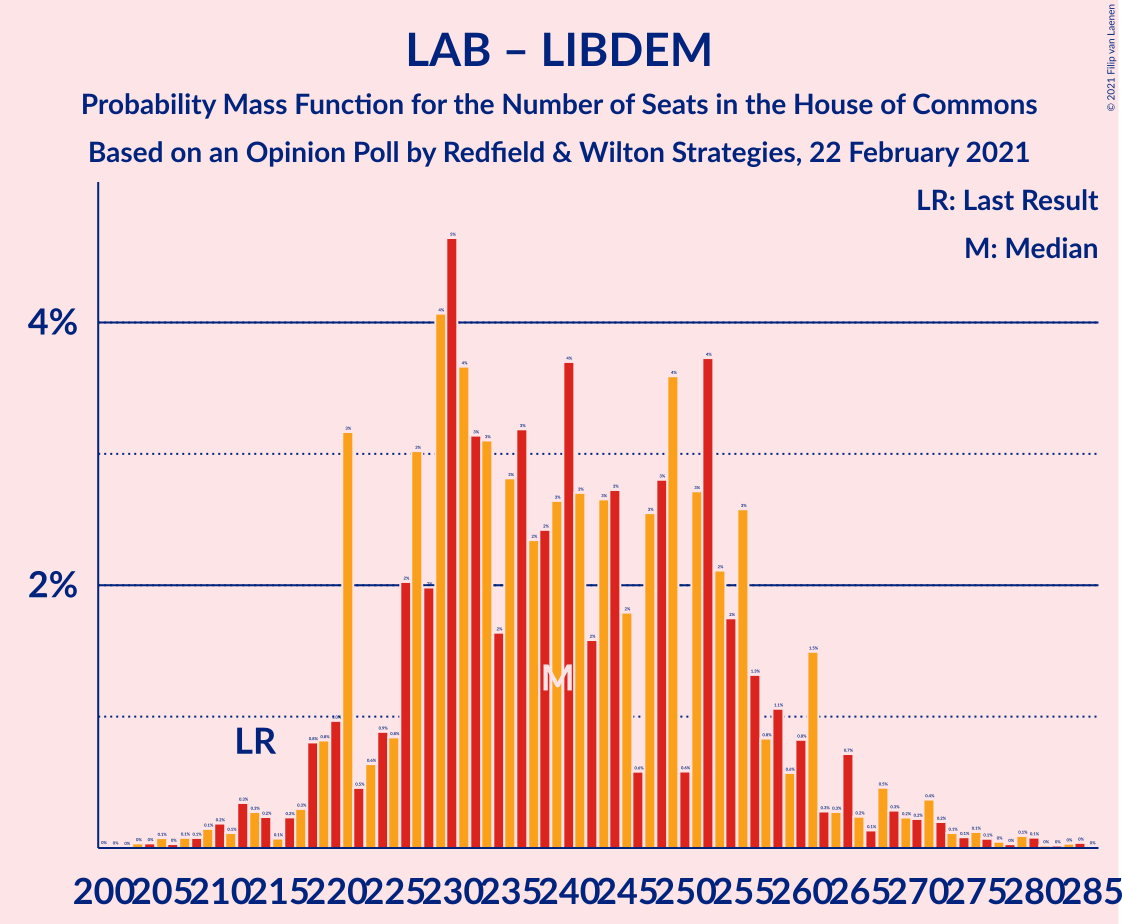 LAB – LIBDEM
Probability Mass Function for the Number of Seats in the House of Commons
Based on an Opinion Poll by Redfield & Wilton Strategies, 22 February 2021
© 2021 Filip van Laenen
LR: Last Result
M: Median
4%
2%
LR
M
200 205 210 215 220 225 230 235 240 245 250 255 260 265 270 275 280 285